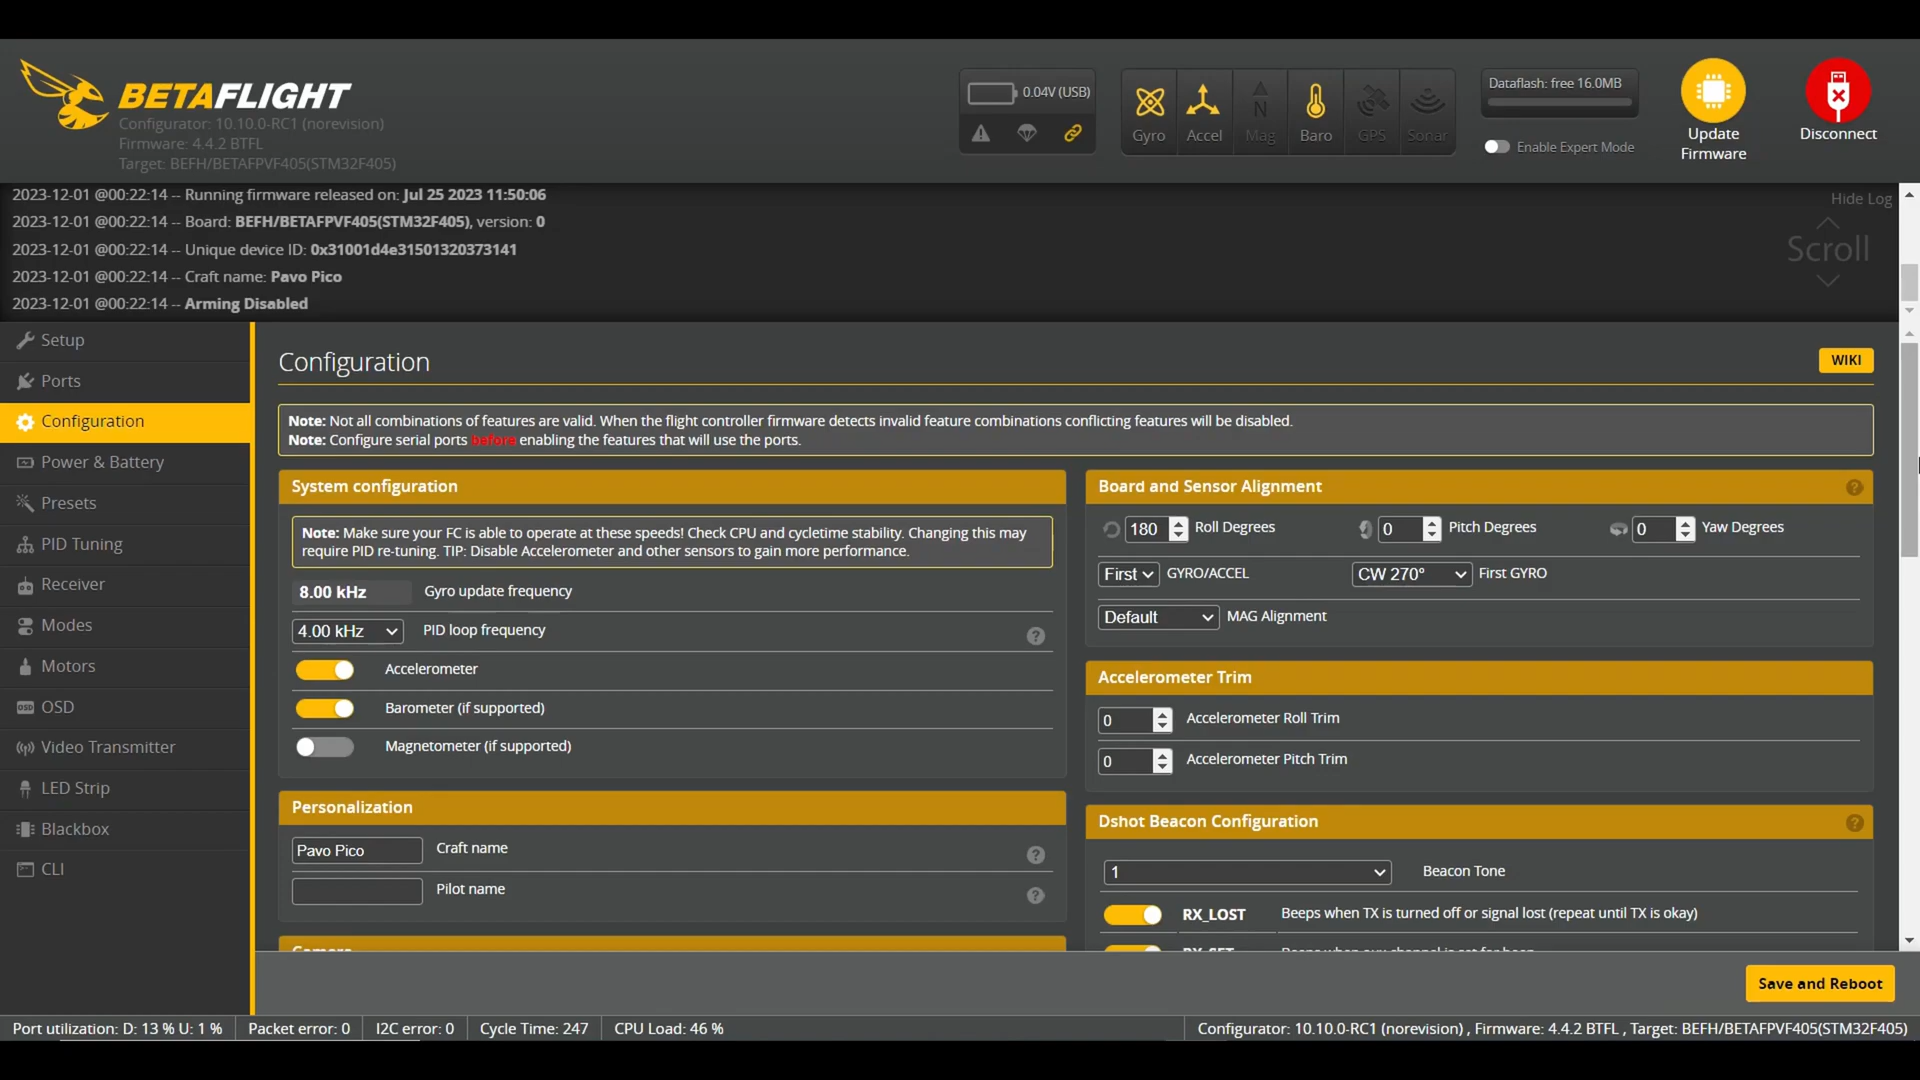 BETAFLIGHT
Configurator: 10.10.0-RC1 (norevision)
Firmware: 4.4.2 BTFL
Target: BEFH/BETAFPVF405(STM32F405)
0.04V (USB)
Gyro
Accel
Mag
Baro
GPS
Sonar
Dataflash: free 16.0MB
Enable Expert Mode
Update
Firmware
Disconnect
2023-12-01 @00:22:14 -- Running firmware released on: Jul 25 2023 11:50:06
2023-12-01 @00:22:14 -- Board: BEFH/BETAFPVF405(STM32F405), version: 0
2023-12-01 @00:22:14 -- Unique device ID: 0x31001d4e31501320373141
2023-12-01 @00:22:14 -- Craft name: Pavo Pico
2023-12-01 @00:22:14 -- Arming Disabled
Hide Log
Scroll
Setup
Ports
Configuration
Power & Battery
Presets
PID Tuning
Receiver
Modes
Motors
OSD
Video Transmitter
LED Strip
Blackbox
CLI
Configuration
WIKI
Note: Not all combinations of features are valid. When the flight controller firmware detects invalid feature combinations conflicting features will be disabled.
Note: Configure serial ports before enabling the features that will use the ports.
System configuration
Note: Make sure your FC is able to operate at these speeds! Check CPU and cycletime stability. Changing this may
require PID re-tuning. TIP: Disable Accelerometer and other sensors to gain more performance.
8.00 kHz Gyro update frequency
4.00 kHz PID loop frequency
Accelerometer
Barometer (if supported)
Magnetometer (if supported)
Personalization
Pavo Pico Craft name
Pilot name
Camera
Board and Sensor Alignment
180 Roll Degrees 0 Pitch Degrees 0 Yaw Degrees
First GYRO/ACCEL CW 270° First GYRO
Default MAG Alignment
Accelerometer Trim
0 Accelerometer Roll Trim
0 Accelerometer Pitch Trim
Dshot Beacon Configuration
1 Beacon Tone
RX_LOST Beeps when TX is turned off or signal lost (repeat until TX is okay)
RX_SET Beeps when aux channel is set for beep
Save and Reboot
Port utilization: D: 13 % U: 1 % Packet error: 0 I2C error: 0 Cycle Time: 247 CPU Load: 46 %
Configurator: 10.10.0-RC1 (norevision) , Firmware: 4.4.2 BTFL , Target: BEFH/BETAFPVF405(STM32F405)